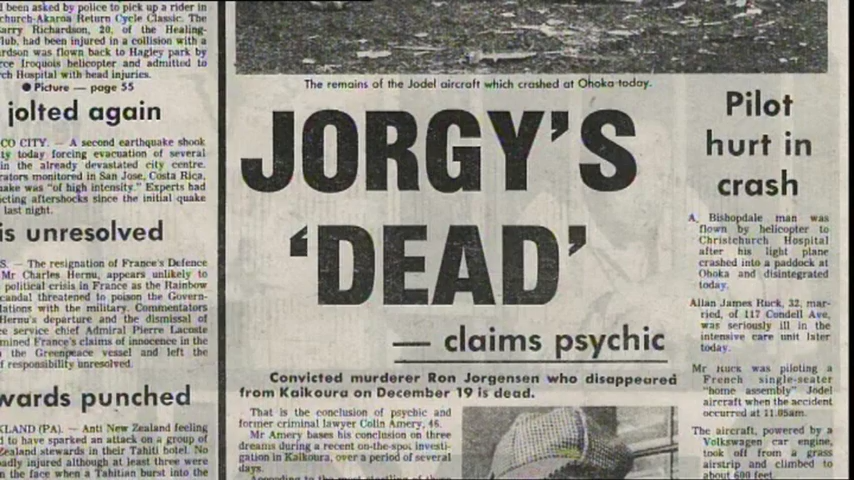 been asked by police to pick up a rider in
church-Akaroa Return Cycle Classic. The
arry Richardson, 20, of the Healing-
lub, had been injured in a collision with a
rdson was flown back to Hagley park by
rce Iroquois helicopter and admitted to
ch Hospital with head injuries.
● Picture — page 55
jolted again
CO CITY. — A second earthquake shook
ty today forcing evacuation of several
in the already devastated city centre.
rators monitored in San Jose, Costa Rica,
uake was "of high intensity." Experts had
icting aftershocks since the initial quake
last night.
is unresolved
S. — The resignation of France's Defence
Mr Charles Hernu, appears unlikely to
political crisis in France as the Rainbow
candal threatened to poison the Govern-
lations with the military. Commentators
Hernu's departure and the dismissal of
e service chief Admiral Pierre Lacoste
mined France's claims of innocence in the
the Greenpeace vessel and left the
f responsibility unresolved.
wards punched
KLAND (PA). — Anti New Zealand feeling
d to have sparked an attack on a group of
Zealand stewards in their Tahiti hotel. No
badly injured although at least three were
n the face when a Tahitian burst into the
The remains of the Jodel aircraft which crashed at Ohoka today.
JORGY'S
'DEAD'
— claims psychic
Convicted murderer Ron Jorgensen who disappeared
from Kaikoura on December 19 is dead.
That is the conclusion of psychic and
former criminal lawyer Colin Amery, 46.
Mr Amery bases his conclusion on three
dreams during a recent on-the-spot investi-
gation in Kaikoura, over a period of several
days.
Pilot
hurt in
crash
A Bishopdale man was
flown by helicopter to
Christchurch Hospital
after his light plane
crashed into a paddock at
Ohoka and disintegrated
today.
Allan James Ruck, 32, mar-
ried, of 117 Condell Ave,
was seriously ill in the
intensive care unit later
today.
Mr Ruck was piloting a
French single-seater
"home assembly" Jodel
aircraft when the accident
occurred at 11.05am.
The aircraft, powered by a
Volkswagen car engine,
took off from a grass
airstrip and climbed to
about 600 feet.